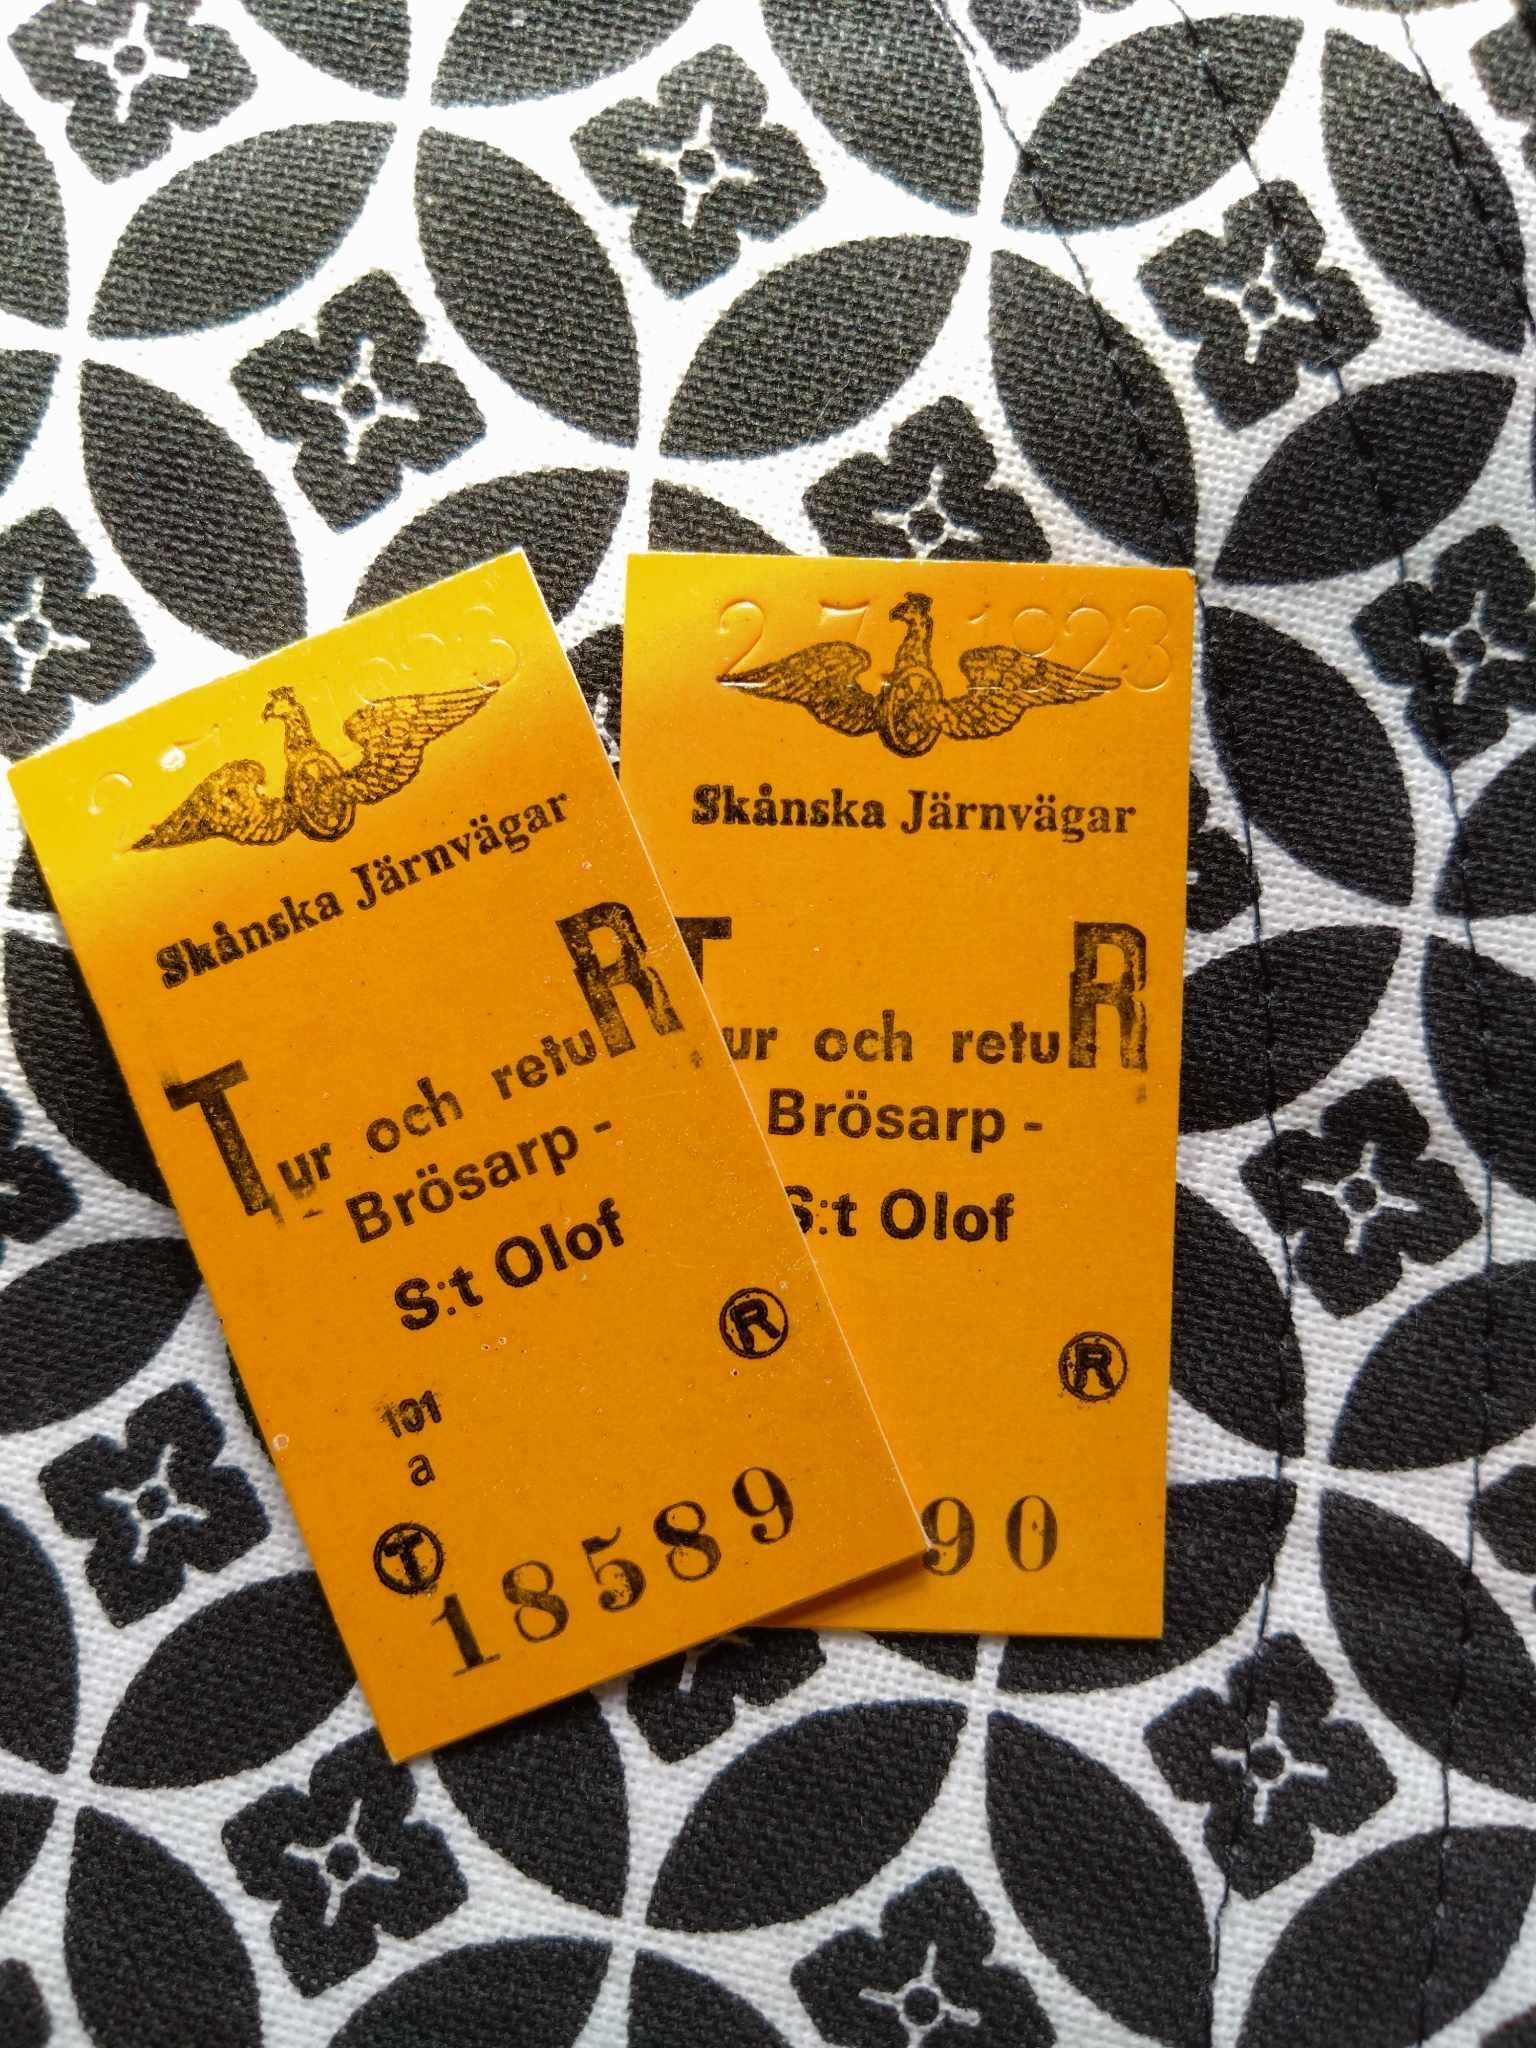 2 7 1923
Skånska Järnvägar
Tur och retuR
Brösarp -
S:t Olof
R
101
a
T
18589
2 7 1923
Skånska Järnvägar
Tur och retuR
Brösarp -
S:t Olof
R
90